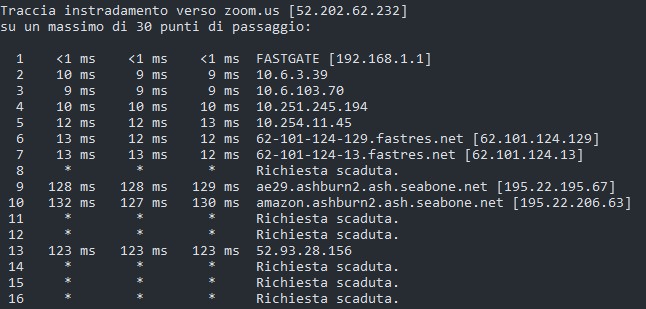 Traccia instradamento verso zoom.us [52.202.62.232]
su un massimo di 30 punti di passaggio:
1 <1 ms <1 ms <1 ms FASTGATE [192.168.1.1]
2 10 ms 9 ms 9 ms 10.6.3.39
3 9 ms 9 ms 9 ms 10.6.103.70
4 10 ms 10 ms 10 ms 10.251.245.194
5 12 ms 12 ms 13 ms 10.254.11.45
6 13 ms 12 ms 12 ms 62-101-124-129.fastres.net [62.101.124.129]
7 13 ms 13 ms 12 ms 62-101-124-13.fastres.net [62.101.124.13]
8 * * * Richiesta scaduta.
9 128 ms 128 ms 129 ms ae29.ashburn2.ash.seabone.net [195.22.195.67]
10 132 ms 127 ms 130 ms amazon.ashburn2.ash.seabone.net [195.22.206.63]
11 * * * Richiesta scaduta.
12 * * * Richiesta scaduta.
13 123 ms 123 ms 123 ms 52.93.28.156
14 * * * Richiesta scaduta.
15 * * * Richiesta scaduta.
16 * * * Richiesta scaduta.